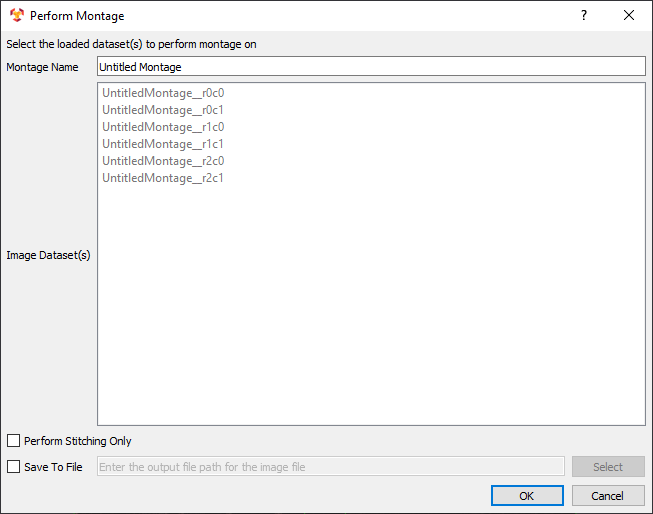 Perform Montage
?
Select the loaded dataset(s) to perform montage on
Montage Name
Untitled Montage
UntitledMontage__r0c0
UntitledMontage__r0c1
UntitledMontage__r1c0
UntitledMontage__r1c1
UntitledMontage__r2c0
UntitledMontage__r2c1
Image Dataset(s)
Perform Stitching Only
Save To File
Enter the output file path for the image file
Select
OK
Cancel